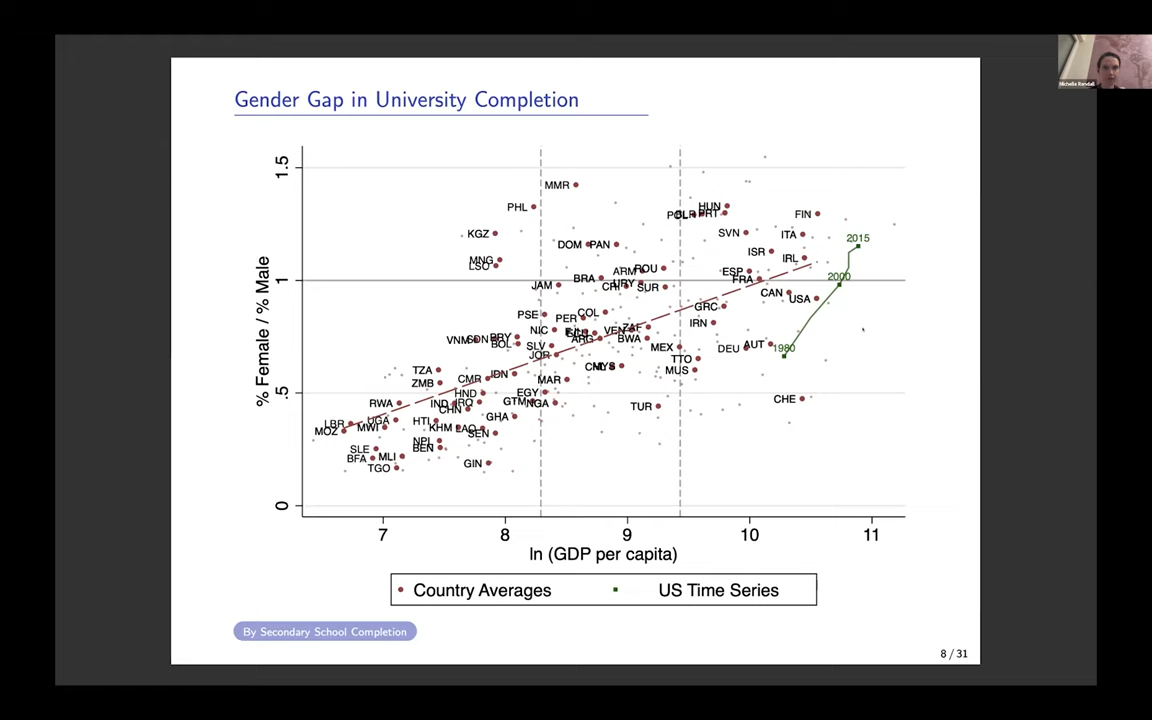 Gender Gap in University Completion
Michelle Rendall
% Female / % Male
1.5
1
.5
0
MMR
PHL
KGZ
MNG
LSO
DOM
PAN
HUN
PRT
FIN
SVN
ITA
ISR
IRL
2015
2000
1980
ARM
ROU
BRA
URY
SUR
JAM
ESP
FRA
CAN
USA
GRC
IRN
PSE
PER
COL
NIC
VEN
ZAF
ARG
BWA
VNM
PRY
BOL
SLV
JOR
MEX
DEU
AUT
TTO
MUS
MYS
TZA
ZMB
CMR
IDN
MAR
HND
EGY
GTM
NGA
RWA
IND
IRQ
CHN
GHA
TUR
CHE
LBR
MOZ
UGA
MWI
HTI
KHM
LAO
SEN
NPL
BEN
SLE
BFA
MLI
TGO
GIN
7 8 9 10 11
ln (GDP per capita)
Country Averages US Time Series
By Secondary School Completion
8 / 31